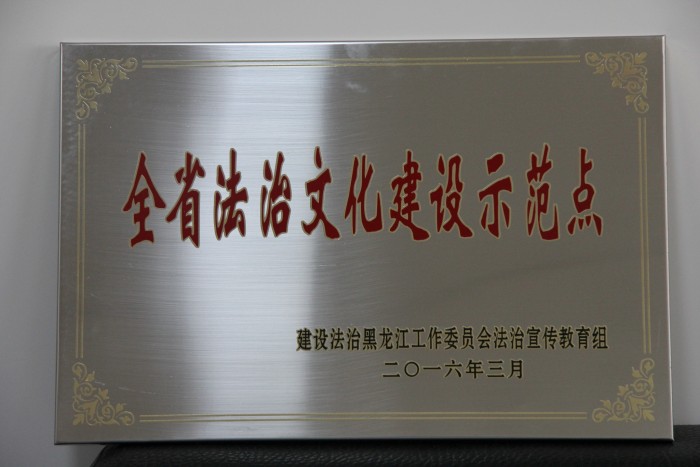 全省法治文化建设示范点
建设法治黑龙江工作委员会法治宣传教育组
二〇一六年三月